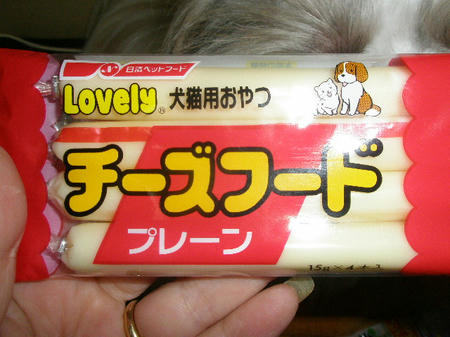 日清ペットフード
Lovely® 犬猫用おやつ
チーズフード
プレーン
15g×4本入